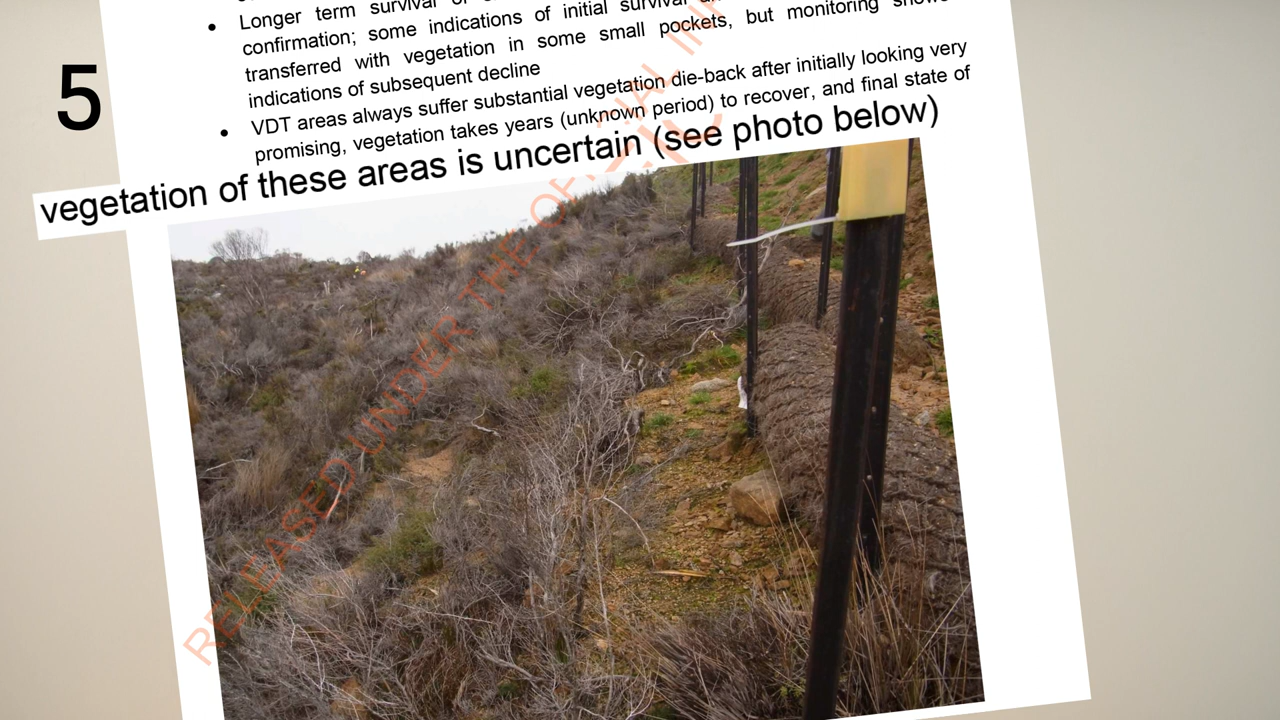 5
Longer term survival of
confirmation; some indications of initial survival
transferred with vegetation in some small pockets, but monitoring shows
indications of subsequent decline
VDT areas always suffer substantial vegetation die-back after initially looking very
promising, vegetation takes years (unknown period) to recover, and final state of
vegetation of these areas is uncertain (see photo below)
RELEASED UNDER THE OFFICIAL